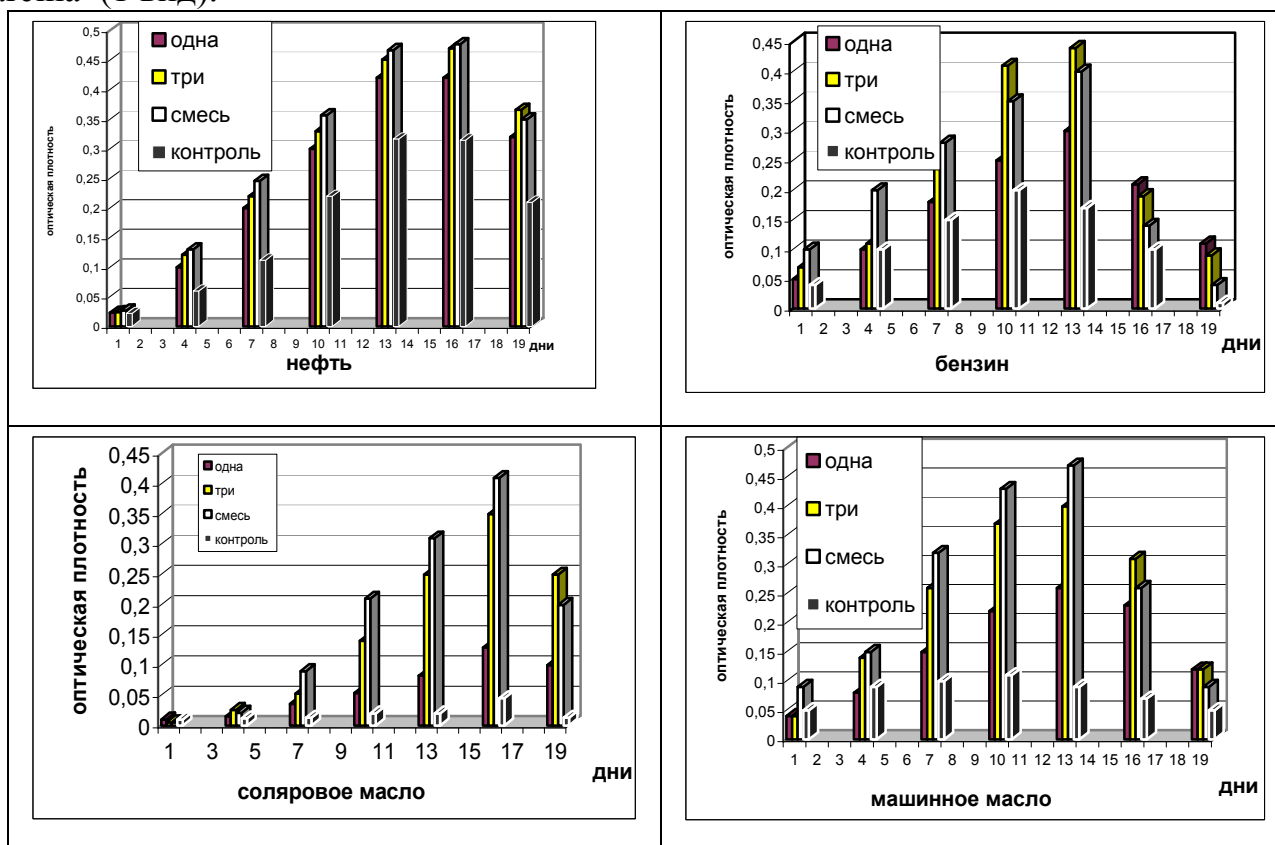 (1 вид).
0,5
0,45
0,4
0,35
0,3
0,25
0,2
0,15
0,1
0,05
0
оптическая плотность
одна
три
смесь
контроль
1 2 3 4 5 6 7 8 9 10 11 12 13 14 15 16 17 18 19 дни
нефть
0,45
0,4
0,35
0,3
0,25
0,2
0,15
0,1
0,05
0
оптическая плотность
одна
три
смесь
контроль
1 2 3 4 5 6 7 8 9 10 11 12 13 14 15 16 17 18 19
дни
бензин
0,45
0,4
0,35
0,3
0,25
0,2
0,15
0,1
0,05
0
оптическая плотность
одна
три
смесь
контроль
1 3 5 7 9 11 13 15 17 19
дни
соляровое масло
0,5
0,45
0,4
0,35
0,3
0,25
0,2
0,15
0,1
0,05
0
оптическая плотность
одна
три
смесь
контроль
1 2 3 4 5 6 7 8 9 10 11 12 13 14 15 16 17 18 19
дни
машинное масло